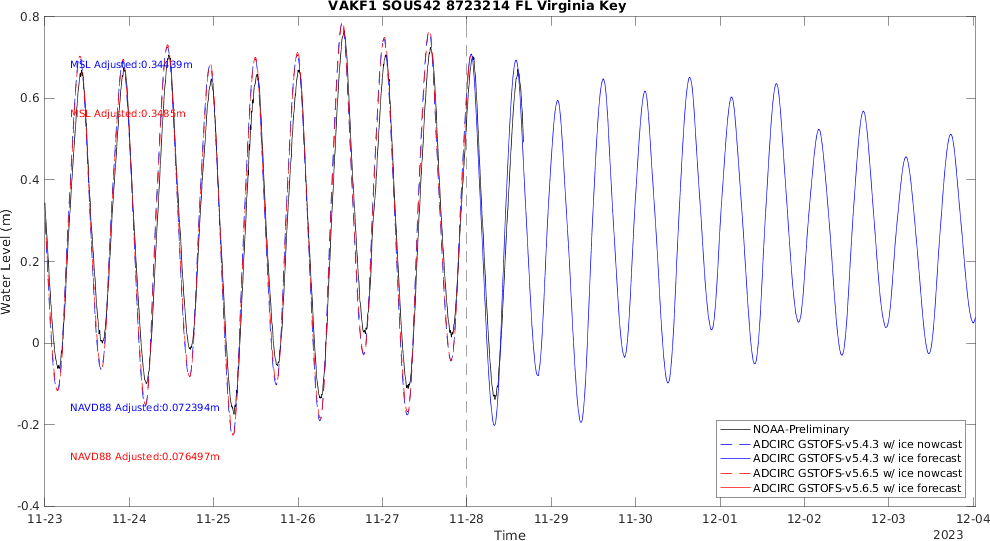 VAKF1 SOUS42 8723214 FL Virginia Key
0.8
MSL Adjusted:0.34439m
0.6
MSL Adjusted:0.3485m
0.4
Water Level (m)
0.2
0
-0.2
NAVD88 Adjusted:0.072394m
NAVD88 Adjusted:0.076497m
-0.4
NOAA-Preliminary
ADCIRC GSTOFS-v5.4.3 w/ ice nowcast
ADCIRC GSTOFS-v5.4.3 w/ ice forecast
ADCIRC GSTOFS-v5.6.5 w/ ice nowcast
ADCIRC GSTOFS-v5.6.5 w/ ice forecast
11-23 11-24 11-25 11-26 11-27 11-28 11-29 11-30 12-01 12-02 12-03 12-04
Time
2023